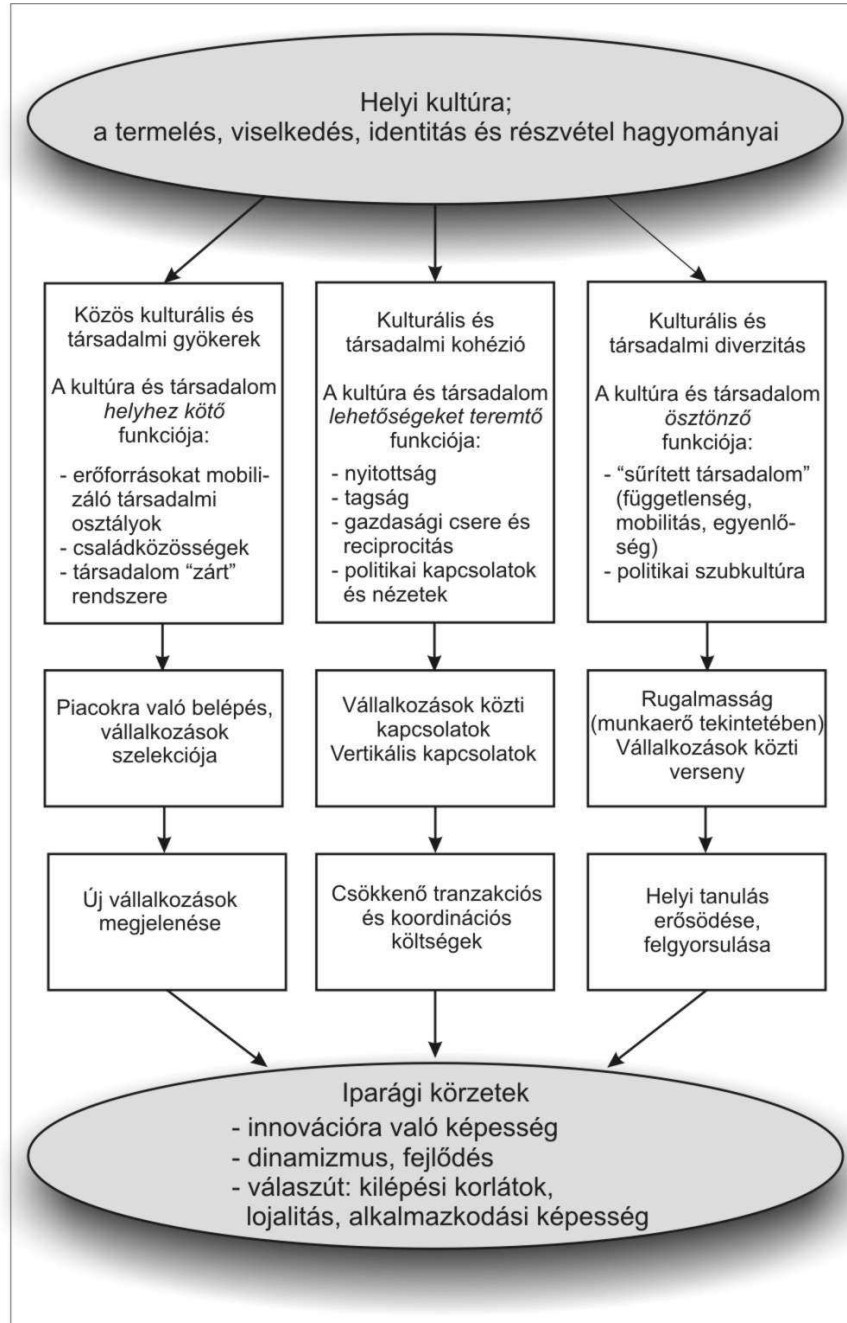 Helyi kultúra;
a termelés, viselkedés, identitás és részvétel hagyományai
Közös kulturális és
társadalmi gyökerek
A kultúra és társadalom
helyhez kötő
funkciója:
- erőforrásokat mobili-
záló társadalmi
osztályok
- családközösségek
- társadalom “zárt”
rendszere
Kulturális és
társadalmi kohézió
A kultúra és társadalom
lehetőségeket teremtő
funkciója:
- nyitottság
- tagság
- gazdasági csere és
reciprocitás
- politikai kapcsolatok
és nézetek
Kulturális és
társadalmi diverzitás
A kultúra és társadalom
ösztönző
funkciója:
- “sűrített társadalom”
(függetlenség,
mobilitás, egyenlő-
ség)
- politikai szubkultúra
Piacokra való belépés,
vállalkozások
szelekciója
Vállalkozások közti
kapcsolatok
Vertikális kapcsolatok
Rugalmasság
(munkaerő tekintetében)
Vállalkozások közti
verseny
Új vállalkozások
megjelenése
Csökkenő tranzakciós
és koordinációs
költségek
Helyi tanulás
erősödése,
felgyorsulása
Iparági körzetek
- innovációra való képesség
- dinamizmus, fejlődés
- válaszút: kilépési korlátok,
lojalitás, alkalmazkodási képesség